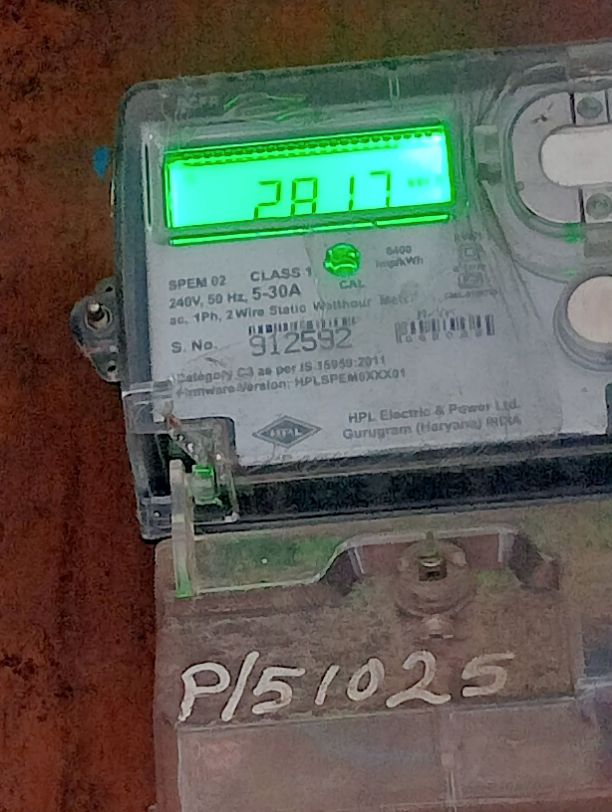 2817
6400
imp/kWh
CAL
SPEM 02 CLASS 1
240V, 50 Hz, 5-30A
ac, 1Ph, 2 Wire Static Watthour Meter
S. No. 912592
Category C3 as per IS 15959:2011
Firmware Version: HPLSPEM6XXX01
HPL
HPL Electric & Power Ltd.
Gurugram (Haryana) INDIA
P/51025